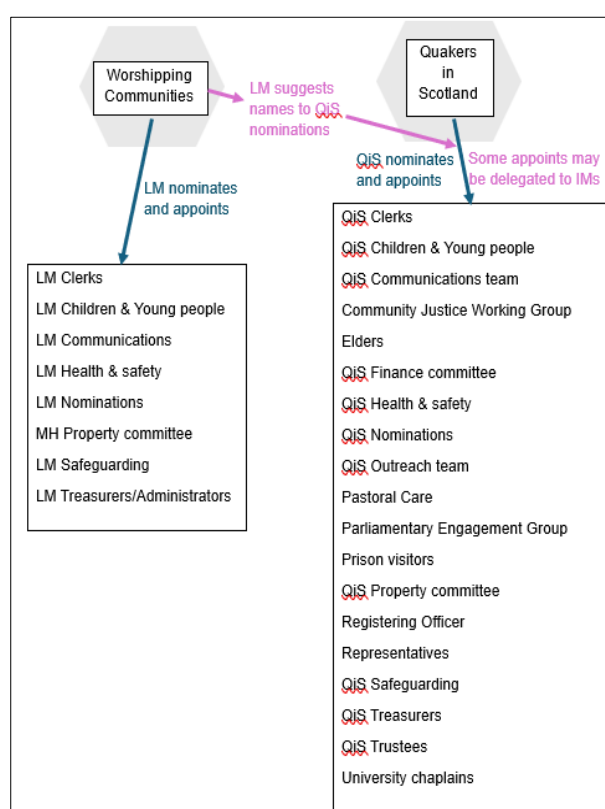 Worshipping
Communities
Quakers
in
Scotland
LM suggests
names to QiS
nominations
LM nominates
and appoints
QiS nominates
and appoints
Some appoints may
be delegated to IMs
LM Clerks
LM Children & Young people
LM Communications
LM Health & safety
LM Nominations
MH Property committee
LM Safeguarding
LM Treasurers/Administrators
QiS Clerks
QiS Children & Young people
QiS Communications team
Community Justice Working Group
Elders
QiS Finance committee
QiS Health & safety
QiS Nominations
QiS Outreach team
Pastoral Care
Parliamentary Engagement Group
Prison visitors
QiS Property committee
Registering Officer
Representatives
QiS Safeguarding
QiS Treasurers
QiS Trustees
University chaplains